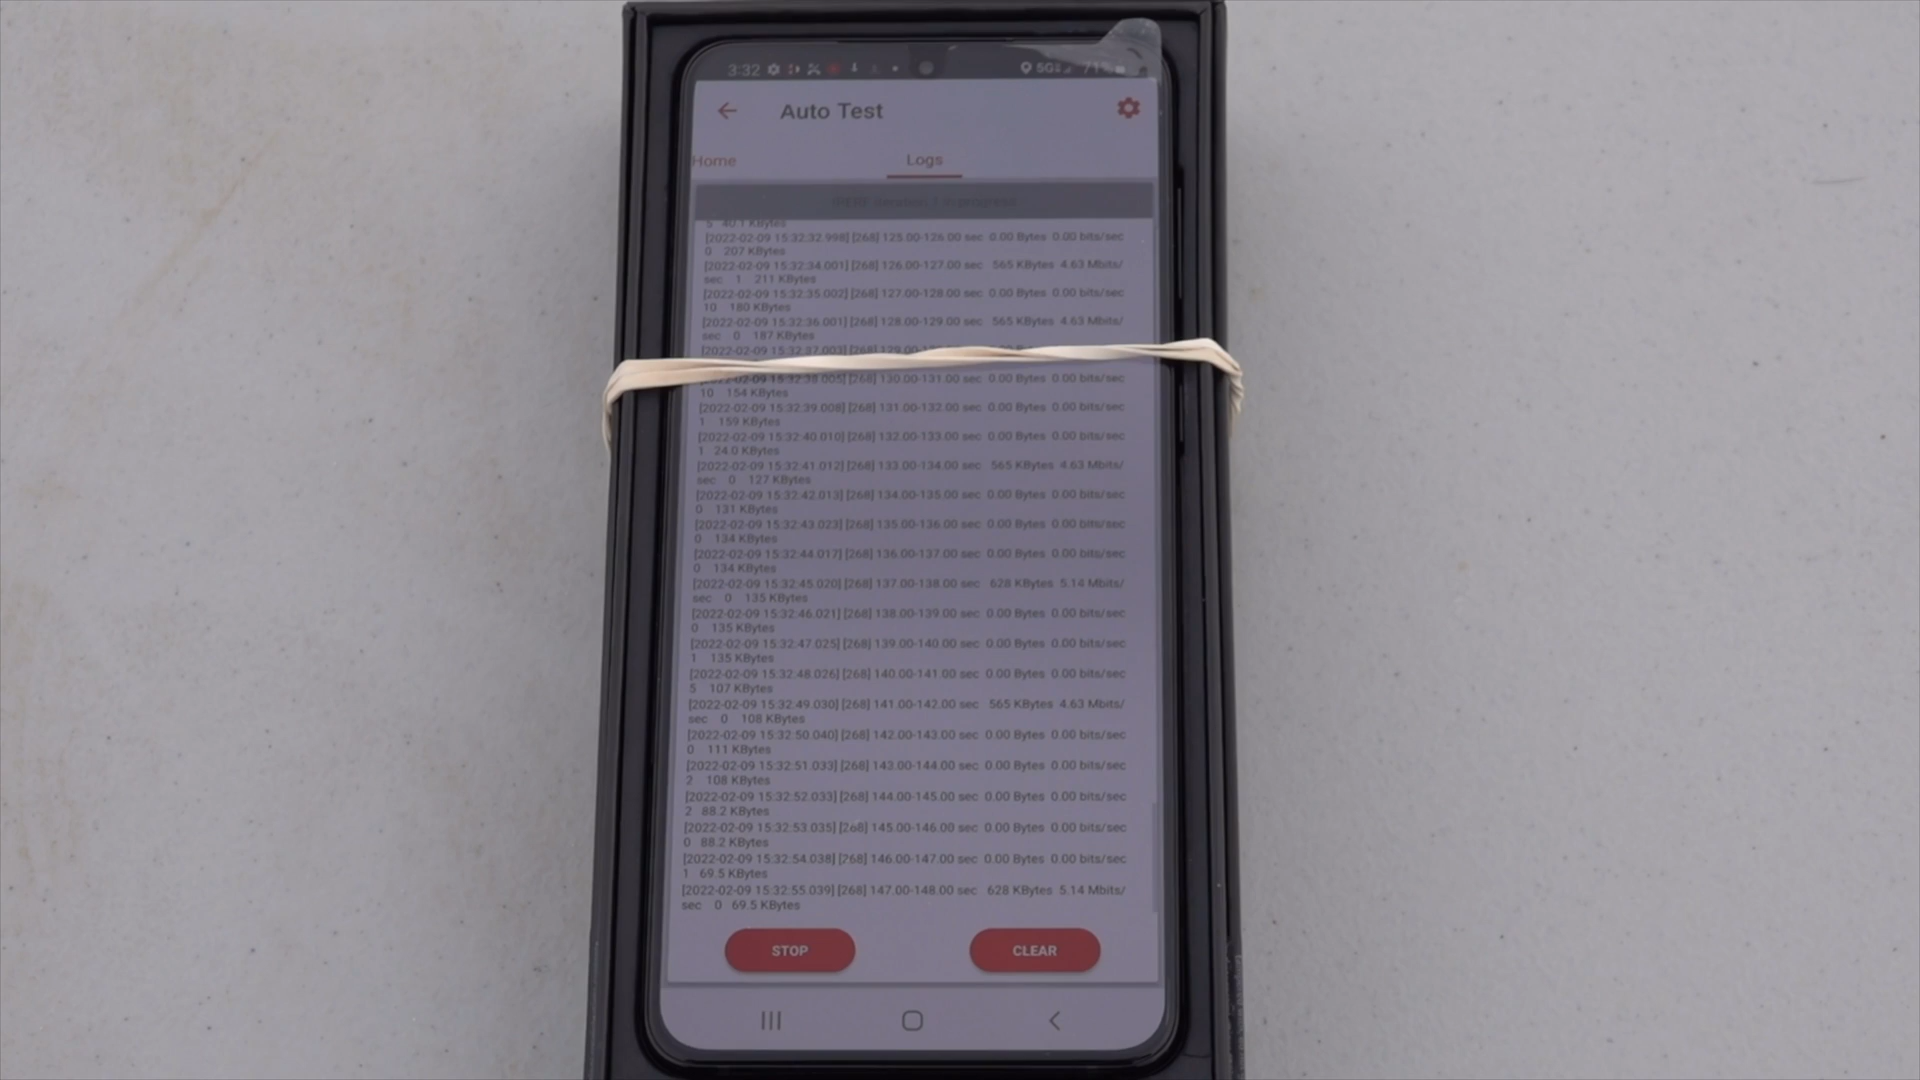 3:32
5G
71%
Auto Test
Home
Logs
5 40.1 KBytes
[2022-02-09 15:32:32.998] [268] 125.00-126.00 sec 0.00 Bytes 0.00 bits/sec
0 207 KBytes
[2022-02-09 15:32:34.001] [268] 126.00-127.00 sec 565 KBytes 4.63 Mbits/
sec 1 211 KBytes
[2022-02-09 15:32:35.002] [268] 127.00-128.00 sec 0.00 Bytes 0.00 bits/sec
10 180 KBytes
[2022-02-09 15:32:36.001] [268] 128.00-129.00 sec 565 KBytes 4.63 Mbits/
sec 0 187 KBytes
[2022-02-09 15:32:37.003] [268]
[2022-02-09 15:32:38.005] [268] 130.00-131.00 sec 0.00 Bytes 0.00 bits/sec
10 154 KBytes
[2022-02-09 15:32:39.008] [268] 131.00-132.00 sec 0.00 Bytes 0.00 bits/sec
1 159 KBytes
[2022-02-09 15:32:40.010] [268] 132.00-133.00 sec 0.00 Bytes 0.00 bits/sec
1 24.0 KBytes
[2022-02-09 15:32:41.012] [268] 133.00-134.00 sec 565 KBytes 4.63 Mbits/
sec 0 127 KBytes
[2022-02-09 15:32:42.013] [268] 134.00-135.00 sec 0.00 Bytes 0.00 bits/sec
0 131 KBytes
[2022-02-09 15:32:43.023] [268] 135.00-136.00 sec 0.00 Bytes 0.00 bits/sec
0 134 KBytes
[2022-02-09 15:32:44.017] [268] 136.00-137.00 sec 0.00 Bytes 0.00 bits/sec
0 134 KBytes
[2022-02-09 15:32:45.020] [268] 137.00-138.00 sec 628 KBytes 5.14 Mbits/
sec 0 135 KBytes
[2022-02-09 15:32:46.021] [268] 138.00-139.00 sec 0.00 Bytes 0.00 bits/sec
0 135 KBytes
[2022-02-09 15:32:47.025] [268] 139.00-140.00 sec 0.00 Bytes 0.00 bits/sec
1 135 KBytes
[2022-02-09 15:32:48.026] [268] 140.00-141.00 sec 0.00 Bytes 0.00 bits/sec
5 107 KBytes
[2022-02-09 15:32:49.030] [268] 141.00-142.00 sec 565 KBytes 4.63 Mbits/
sec 0 108 KBytes
[2022-02-09 15:32:50.040] [268] 142.00-143.00 sec 0.00 Bytes 0.00 bits/sec
0 111 KBytes
[2022-02-09 15:32:51.033] [268] 143.00-144.00 sec 0.00 Bytes 0.00 bits/sec
2 108 KBytes
[2022-02-09 15:32:52.033] [268] 144.00-145.00 sec 0.00 Bytes 0.00 bits/sec
2 88.2 KBytes
[2022-02-09 15:32:53.035] [268] 145.00-146.00 sec 0.00 Bytes 0.00 bits/sec
0 88.2 KBytes
[2022-02-09 15:32:54.038] [268] 146.00-147.00 sec 0.00 Bytes 0.00 bits/sec
1 69.5 KBytes
[2022-02-09 15:32:55.039] [268] 147.00-148.00 sec 628 KBytes 5.14 Mbits/
sec 0 69.5 KBytes
STOP
CLEAR